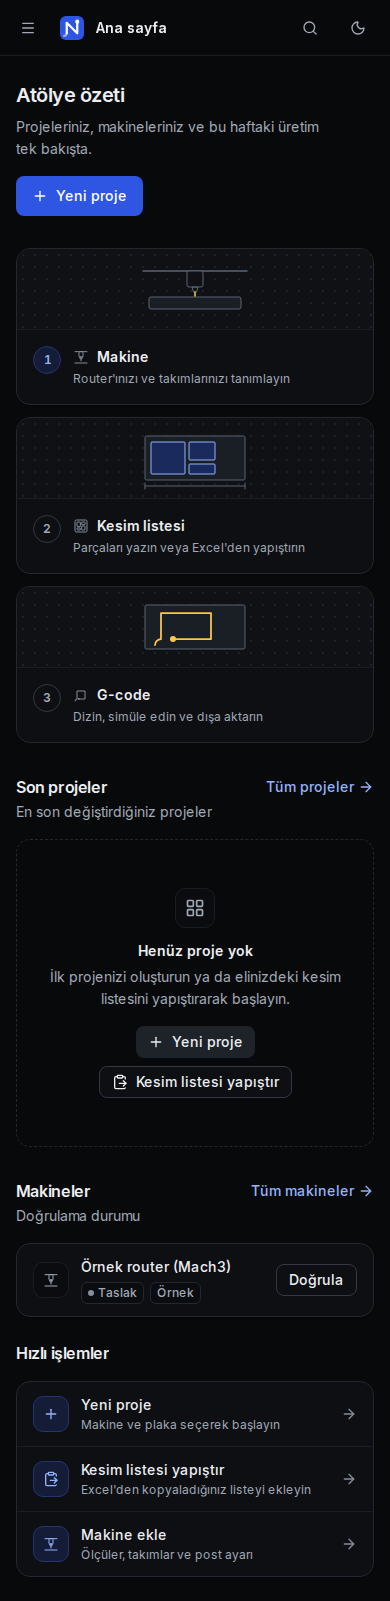 Ana sayfa
Atölye özeti
Projeleriniz, makineleriniz ve bu haftaki üretim
tek bakışta.
Yeni proje
1
Makine
Router'ınızı ve takımlarınızı tanımlayın
2
Kesim listesi
Parçaları yazın veya Excel'den yapıştırın
3
G-code
Dizin, simüle edin ve dışa aktarın
Son projeler
Tüm projeler
En son değiştirdiğiniz projeler
Henüz proje yok
İlk projenizi oluşturun ya da elinizdeki kesim
listesini yapıştırarak başlayın.
Yeni proje
Kesim listesi yapıştır
Makineler
Tüm makineler
Doğrulama durumu
Örnek router (Mach3)
Taslak
Örnek
Doğrula
Hızlı işlemler
Yeni proje
Makine ve plaka seçerek başlayın
Kesim listesi yapıştır
Excel'den kopyaladığınız listeyi ekleyin
Makine ekle
Ölçüler, takımlar ve post ayarı